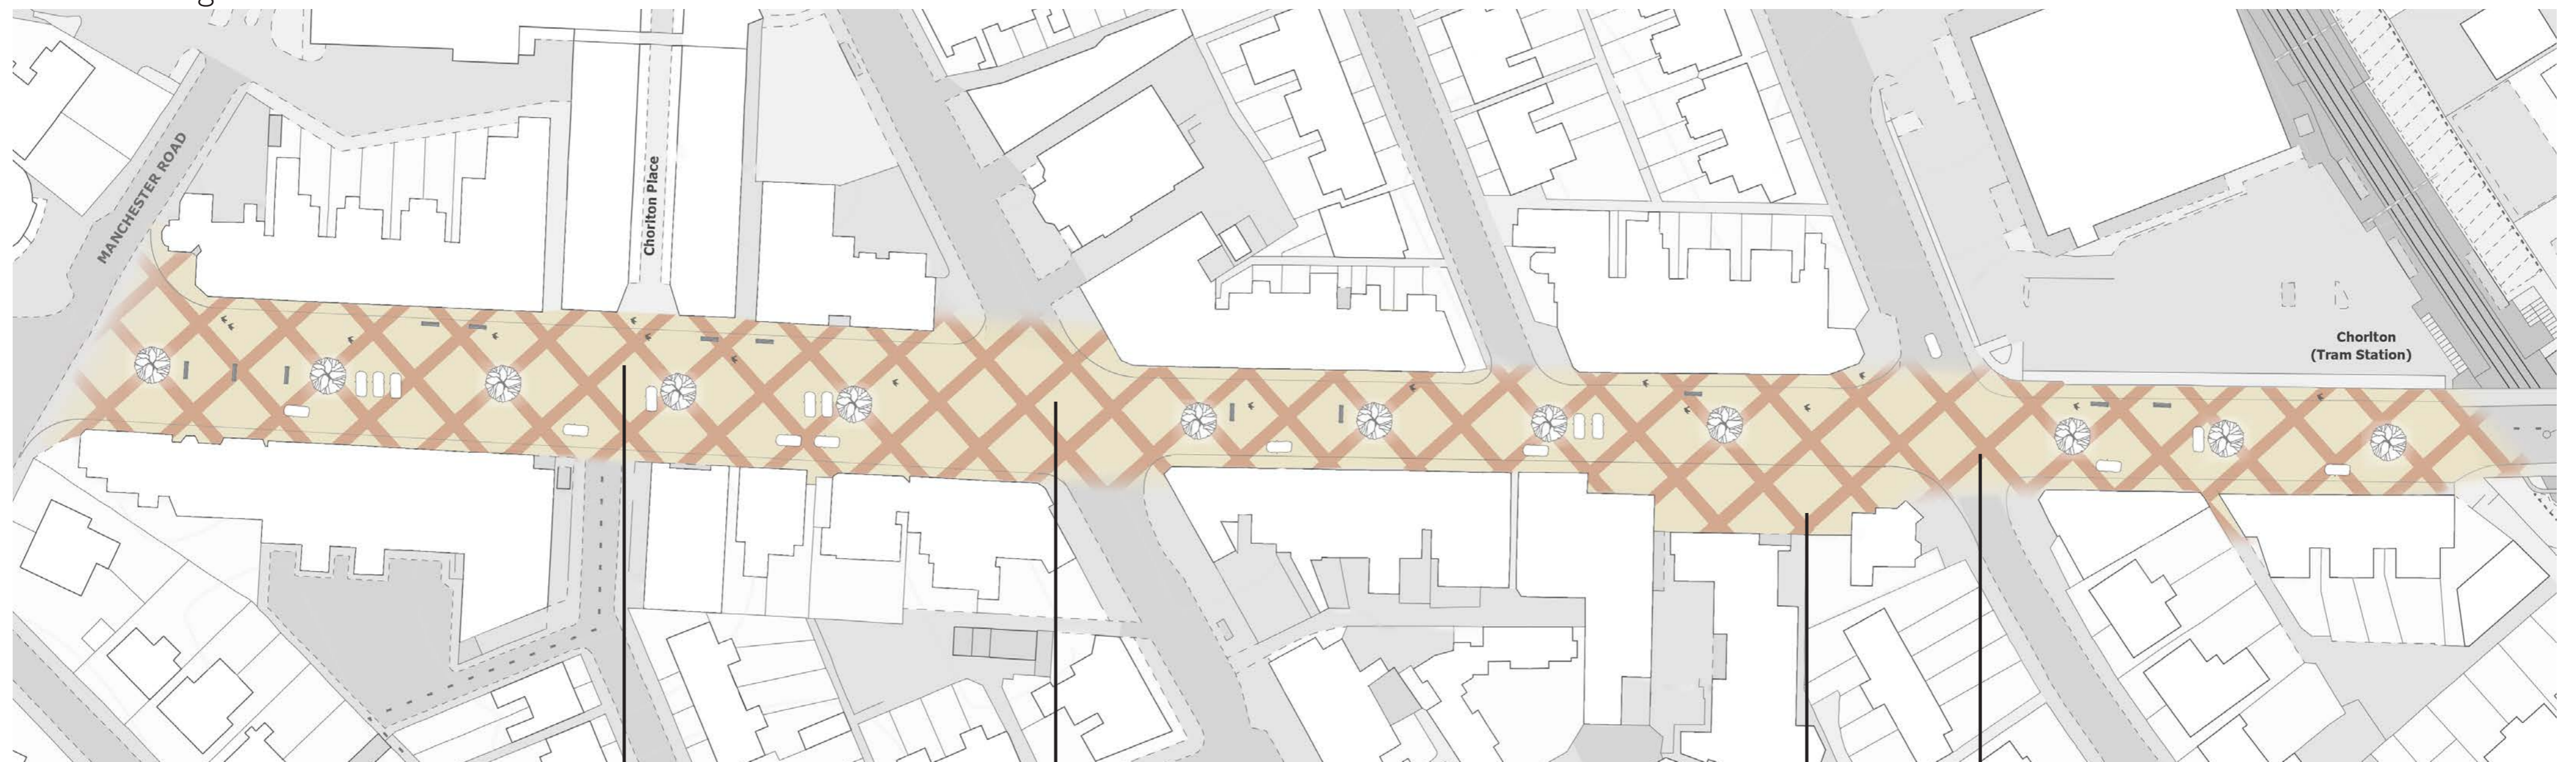 MANCHESTER ROAD
Chorlton Place
Chorlton
(Tram Station)